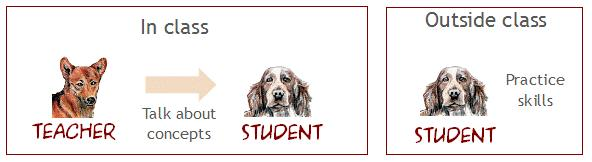 In class
TEACHER
Talk about
concepts
STUDENT
Outside class
STUDENT
Practice
skills